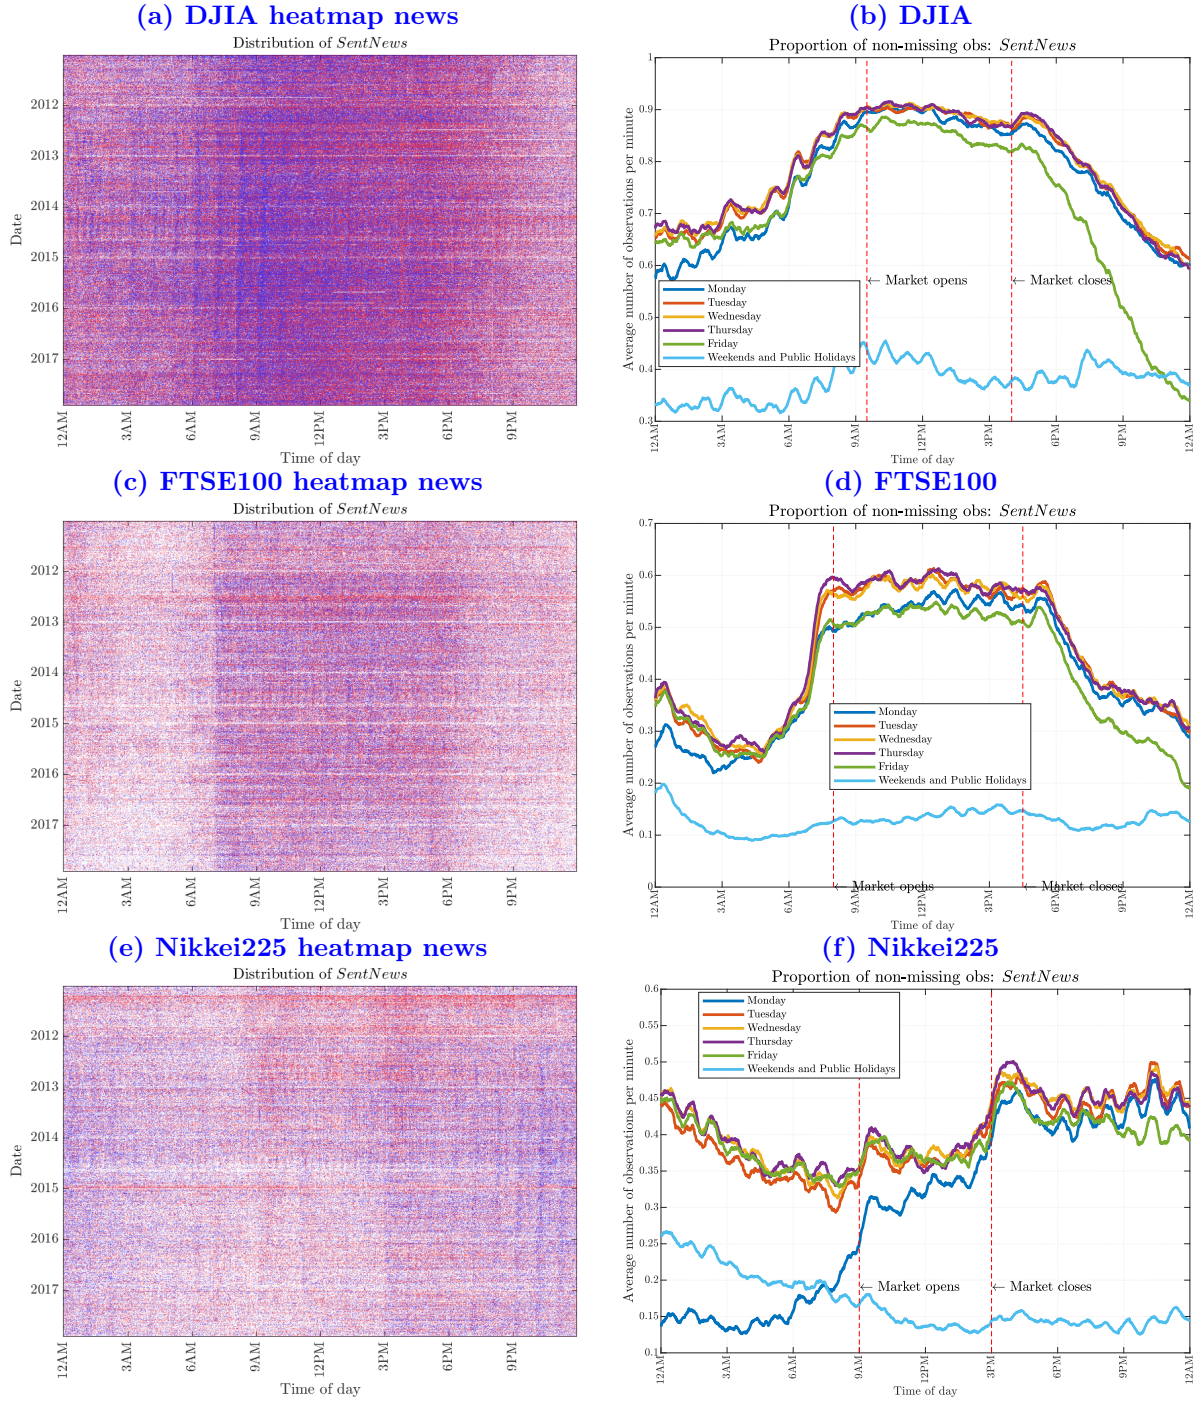 (a) DJIA heatmap news
Distribution of SentNews
Date
2012
2013
2014
2015
2016
2017
12AM
3AM
6AM
9AM
12PM
3PM
6PM
9PM
Time of day
(b) DJIA
Proportion of non-missing obs: SentNews
Average number of observations per minute
1
0.9
0.8
0.7
0.6
0.5
0.4
0.3
← Market opens
← Market closes
Monday
Tuesday
Wednesday
Thursday
Friday
Weekends and Public Holidays
12AM
3AM
6AM
9AM
12PM
3PM
6PM
9PM
12AM
Time of day
(c) FTSE100 heatmap news
Distribution of SentNews
Date
2012
2013
2014
2015
2016
2017
12AM
3AM
6AM
9AM
12PM
3PM
6PM
9PM
Time of day
(d) FTSE100
Proportion of non-missing obs: SentNews
Average number of observations per minute
0.7
0.6
0.5
0.4
0.3
0.2
0.1
0
Monday
Tuesday
Wednesday
Thursday
Friday
Weekends and Public Holidays
← Market opens
← Market closes
12AM
3AM
6AM
9AM
12PM
3PM
6PM
9PM
12AM
Time of day
(e) Nikkei225 heatmap news
Distribution of SentNews
Date
2012
2013
2014
2015
2016
2017
12AM
3AM
6AM
9AM
12PM
3PM
6PM
9PM
Time of day
(f) Nikkei225
Proportion of non-missing obs: SentNews
Average number of observations per minute
0.6
0.55
0.5
0.45
0.4
0.35
0.3
0.25
0.2
0.15
0.1
Monday
Tuesday
Wednesday
Thursday
Friday
Weekends and Public Holidays
← Market opens
← Market closes
12AM
3AM
6AM
9AM
12PM
3PM
6PM
9PM
12AM
Time of day